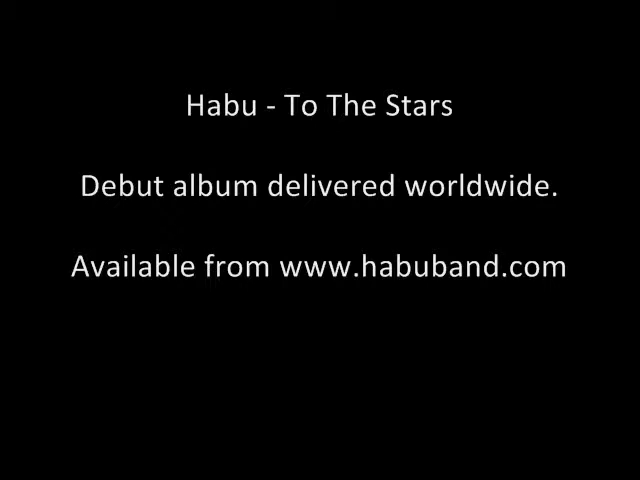 Habu - To The Stars
Debut album delivered worldwide.
Available from www.habuband.com